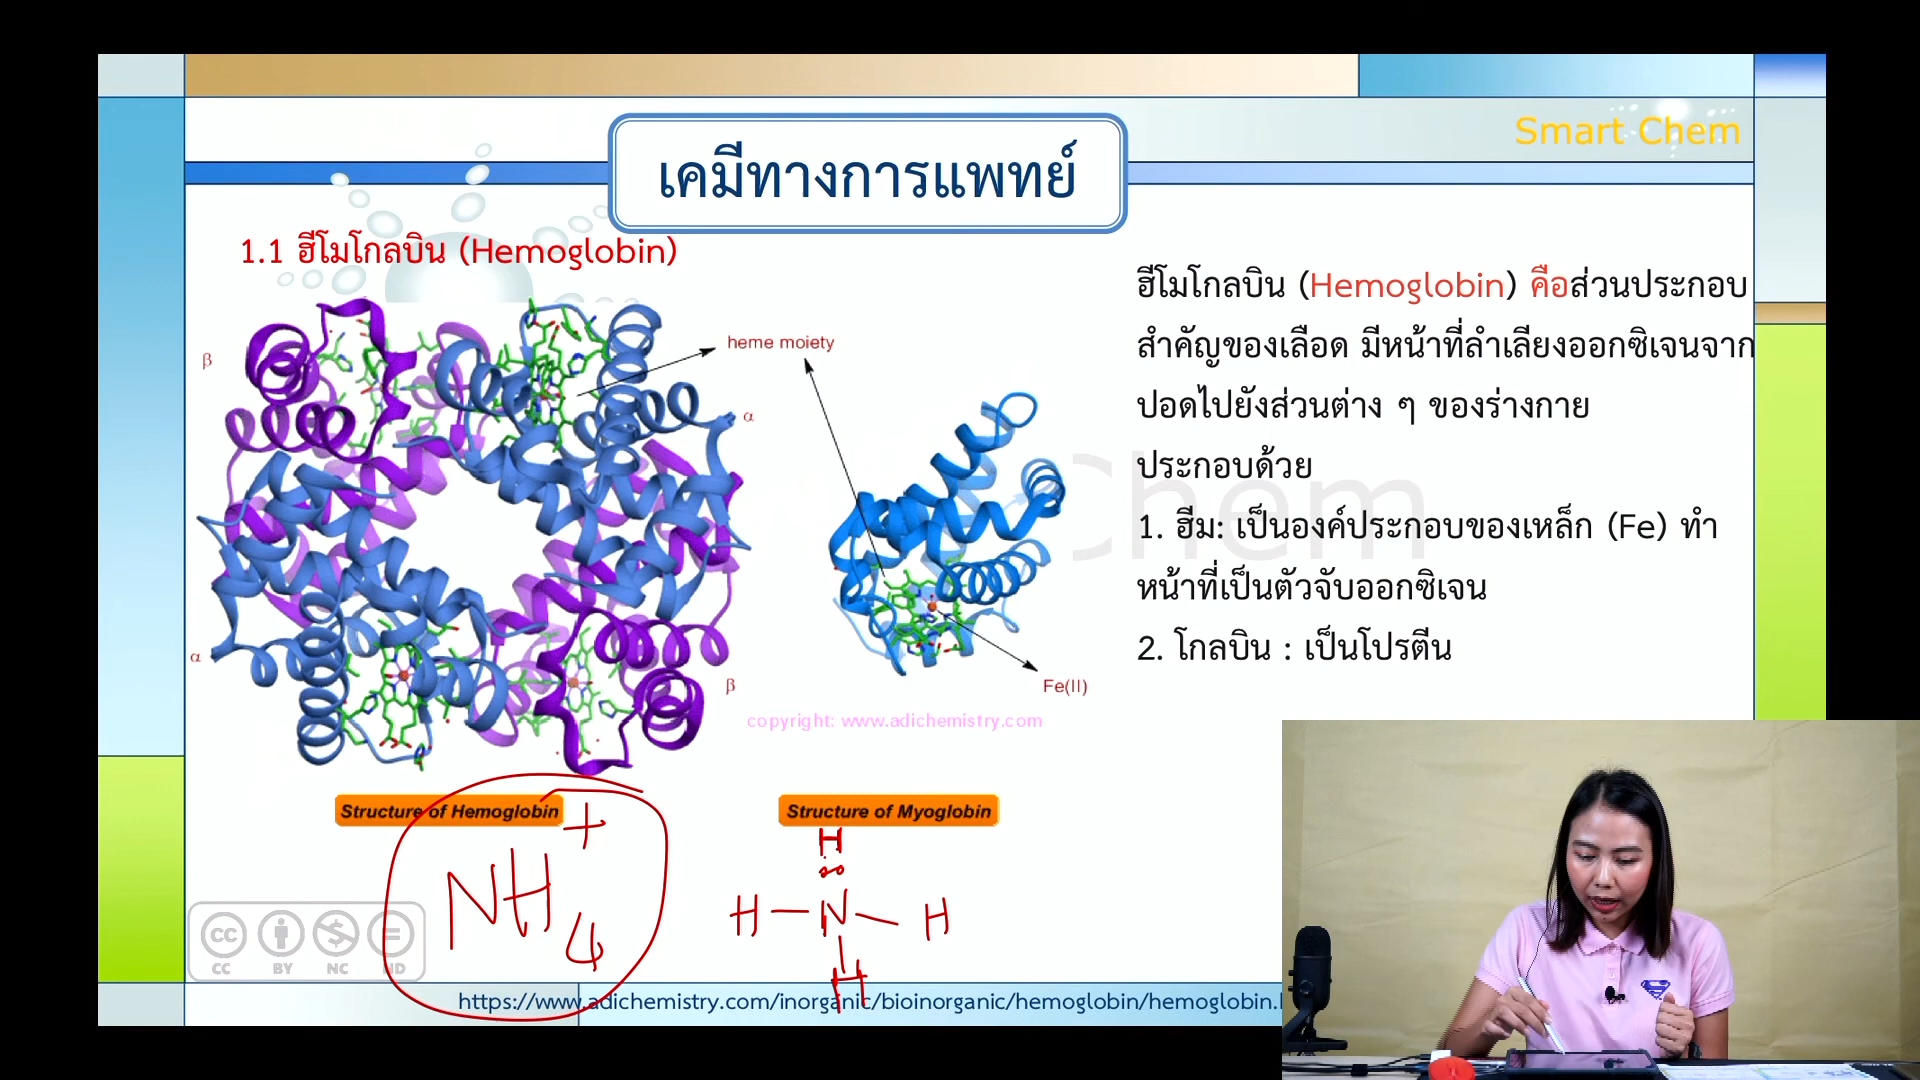 Smart Chem
เคมีทางการแพทย์
1.1 ฮีโมโกลบิน (Hemoglobin)
ฮีโมโกลบิน (Hemoglobin) คือส่วนประกอบ
สำคัญของเลือด มีหน้าที่ลำเลียงออกซิเจนจาก
ปอดไปยังส่วนต่าง ๆ ของร่างกาย
ประกอบด้วย
1. ฮีม: เป็นองค์ประกอบของเหล็ก (Fe) ทำ
หน้าที่เป็นตัวจับออกซิเจน
2. โกลบิน : เป็นโปรตีน
β
heme moiety
α
α
β
Fe(II)
copyright: www.adichemistry.com
Chem
Structure of Hemoglobin
Structure of Myoglobin
NH4+
H
H N H
H
CC BY NC ND
https://www.adichemistry.com/inorganic/bioinorganic/hemoglobin/hemoglobin.